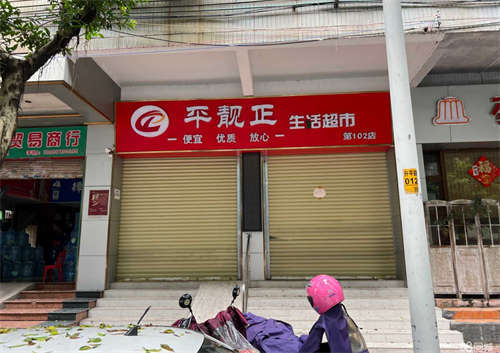 贸易商行
平靓正 生活超市
便宜 优质 放心 第102店
012